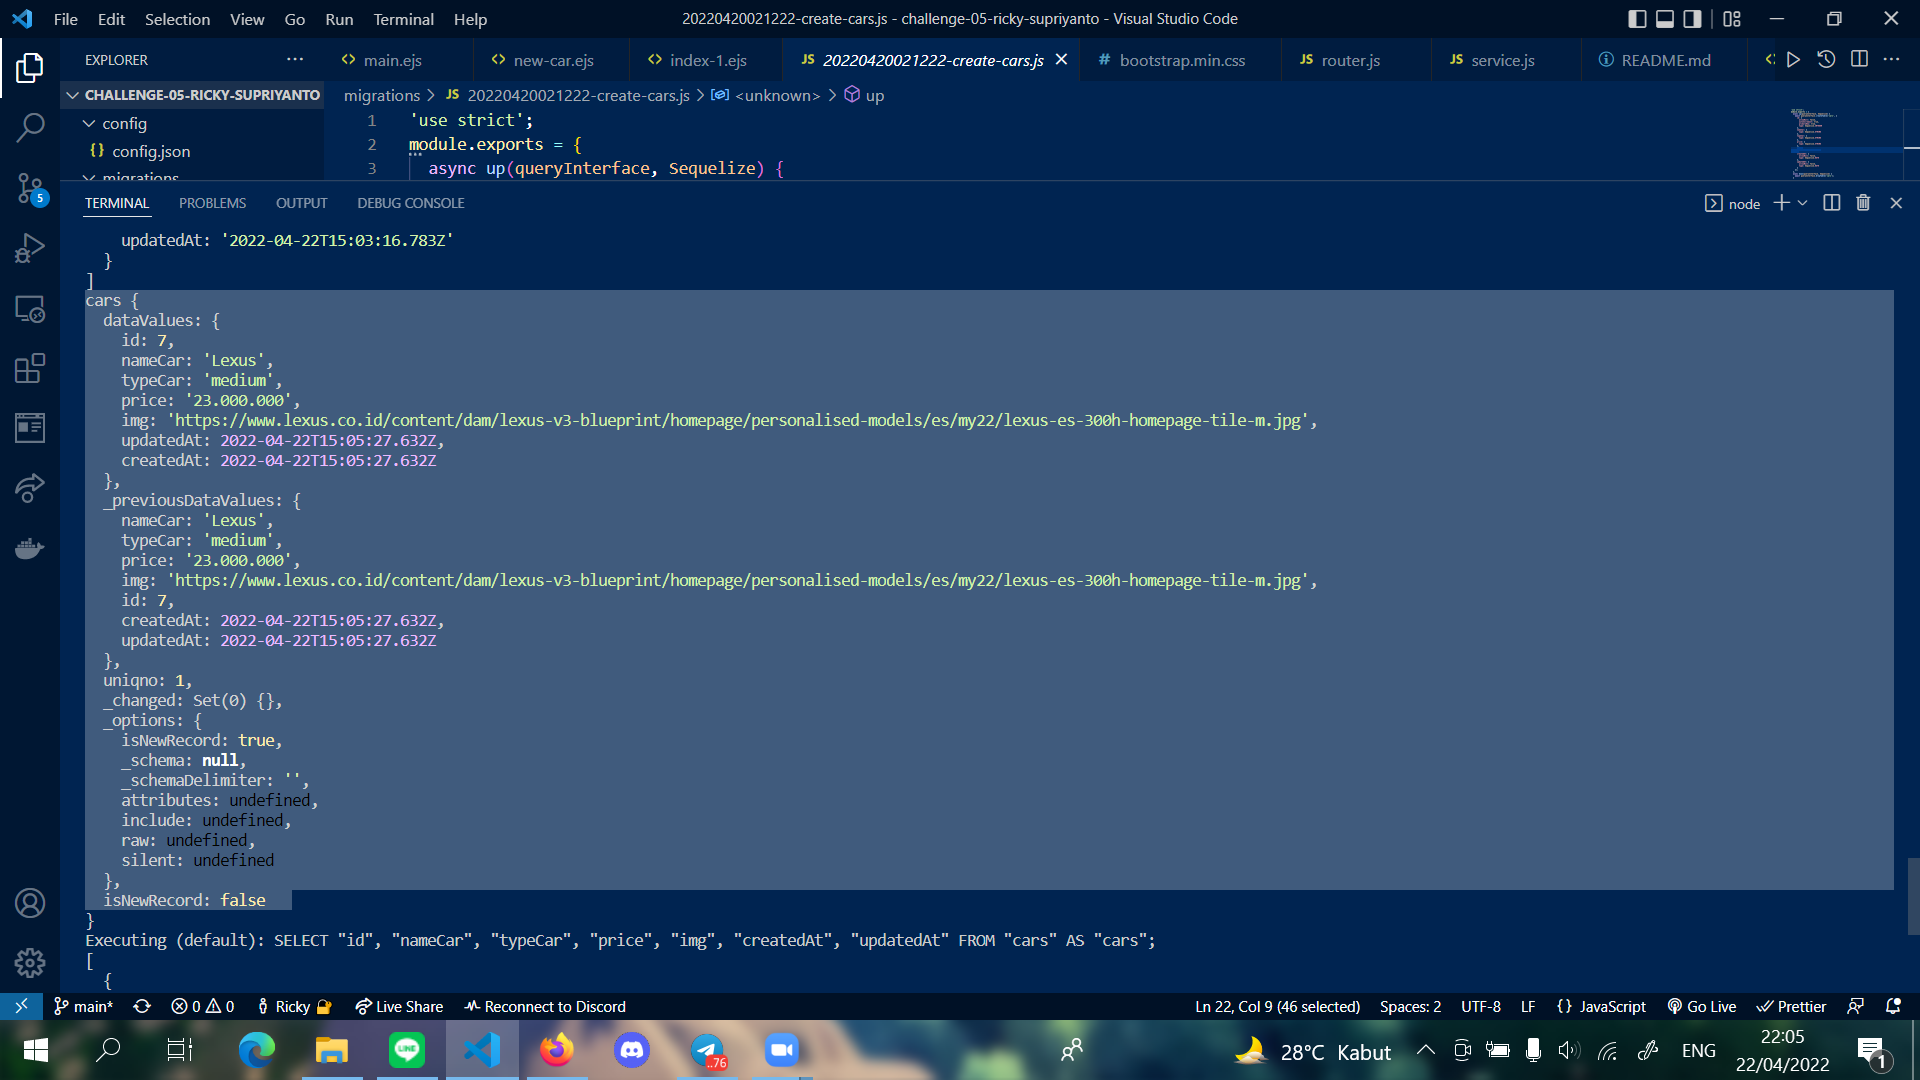 File Edit Selection View Go Run Terminal Help
20220420021222-create-cars.js - challenge-05-ricky-supriyanto - Visual Studio Code
EXPLORER
main.ejs
new-car.ejs
index-1.ejs
JS 20220420021222-create-cars.js
# bootstrap.min.css
JS router.js
JS service.js
README.md
CHALLENGE-05-RICKY-SUPRIYANTO
config
{} config.json
migrations
migrations > JS 20220420021222-create-cars.js > <unknown> > up
1 'use strict';
2 module.exports = {
3 async up(queryInterface, Sequelize) {
5
TERMINAL PROBLEMS OUTPUT DEBUG CONSOLE
node
updatedAt: '2022-04-22T15:03:16.783Z'
}
]
cars {
dataValues: {
id: 7,
nameCar: 'Lexus',
typeCar: 'medium',
price: '23.000.000',
img: 'https://www.lexus.co.id/content/dam/lexus-v3-blueprint/homepage/personalised-models/es/my22/lexus-es-300h-homepage-tile-m.jpg',
updatedAt: 2022-04-22T15:05:27.632Z,
createdAt: 2022-04-22T15:05:27.632Z
},
_previousDataValues: {
nameCar: 'Lexus',
typeCar: 'medium',
price: '23.000.000',
img: 'https://www.lexus.co.id/content/dam/lexus-v3-blueprint/homepage/personalised-models/es/my22/lexus-es-300h-homepage-tile-m.jpg',
id: 7,
createdAt: 2022-04-22T15:05:27.632Z,
updatedAt: 2022-04-22T15:05:27.632Z
},
uniqno: 1,
_changed: Set(0) {},
_options: {
isNewRecord: true,
_schema: null,
_schemaDelimiter: '',
attributes: undefined,
include: undefined,
raw: undefined,
silent: undefined
},
isNewRecord: false
}
Executing (default): SELECT "id", "nameCar", "typeCar", "price", "img", "createdAt", "updatedAt" FROM "cars" AS "cars";
[
{
main* 0 0 Ricky Live Share Reconnect to Discord
Ln 22, Col 9 (46 selected) Spaces: 2 UTF-8 LF {} JavaScript Go Live Prettier
LINE
.76
28°C Kabut
ENG
22:05
22/04/2022
1